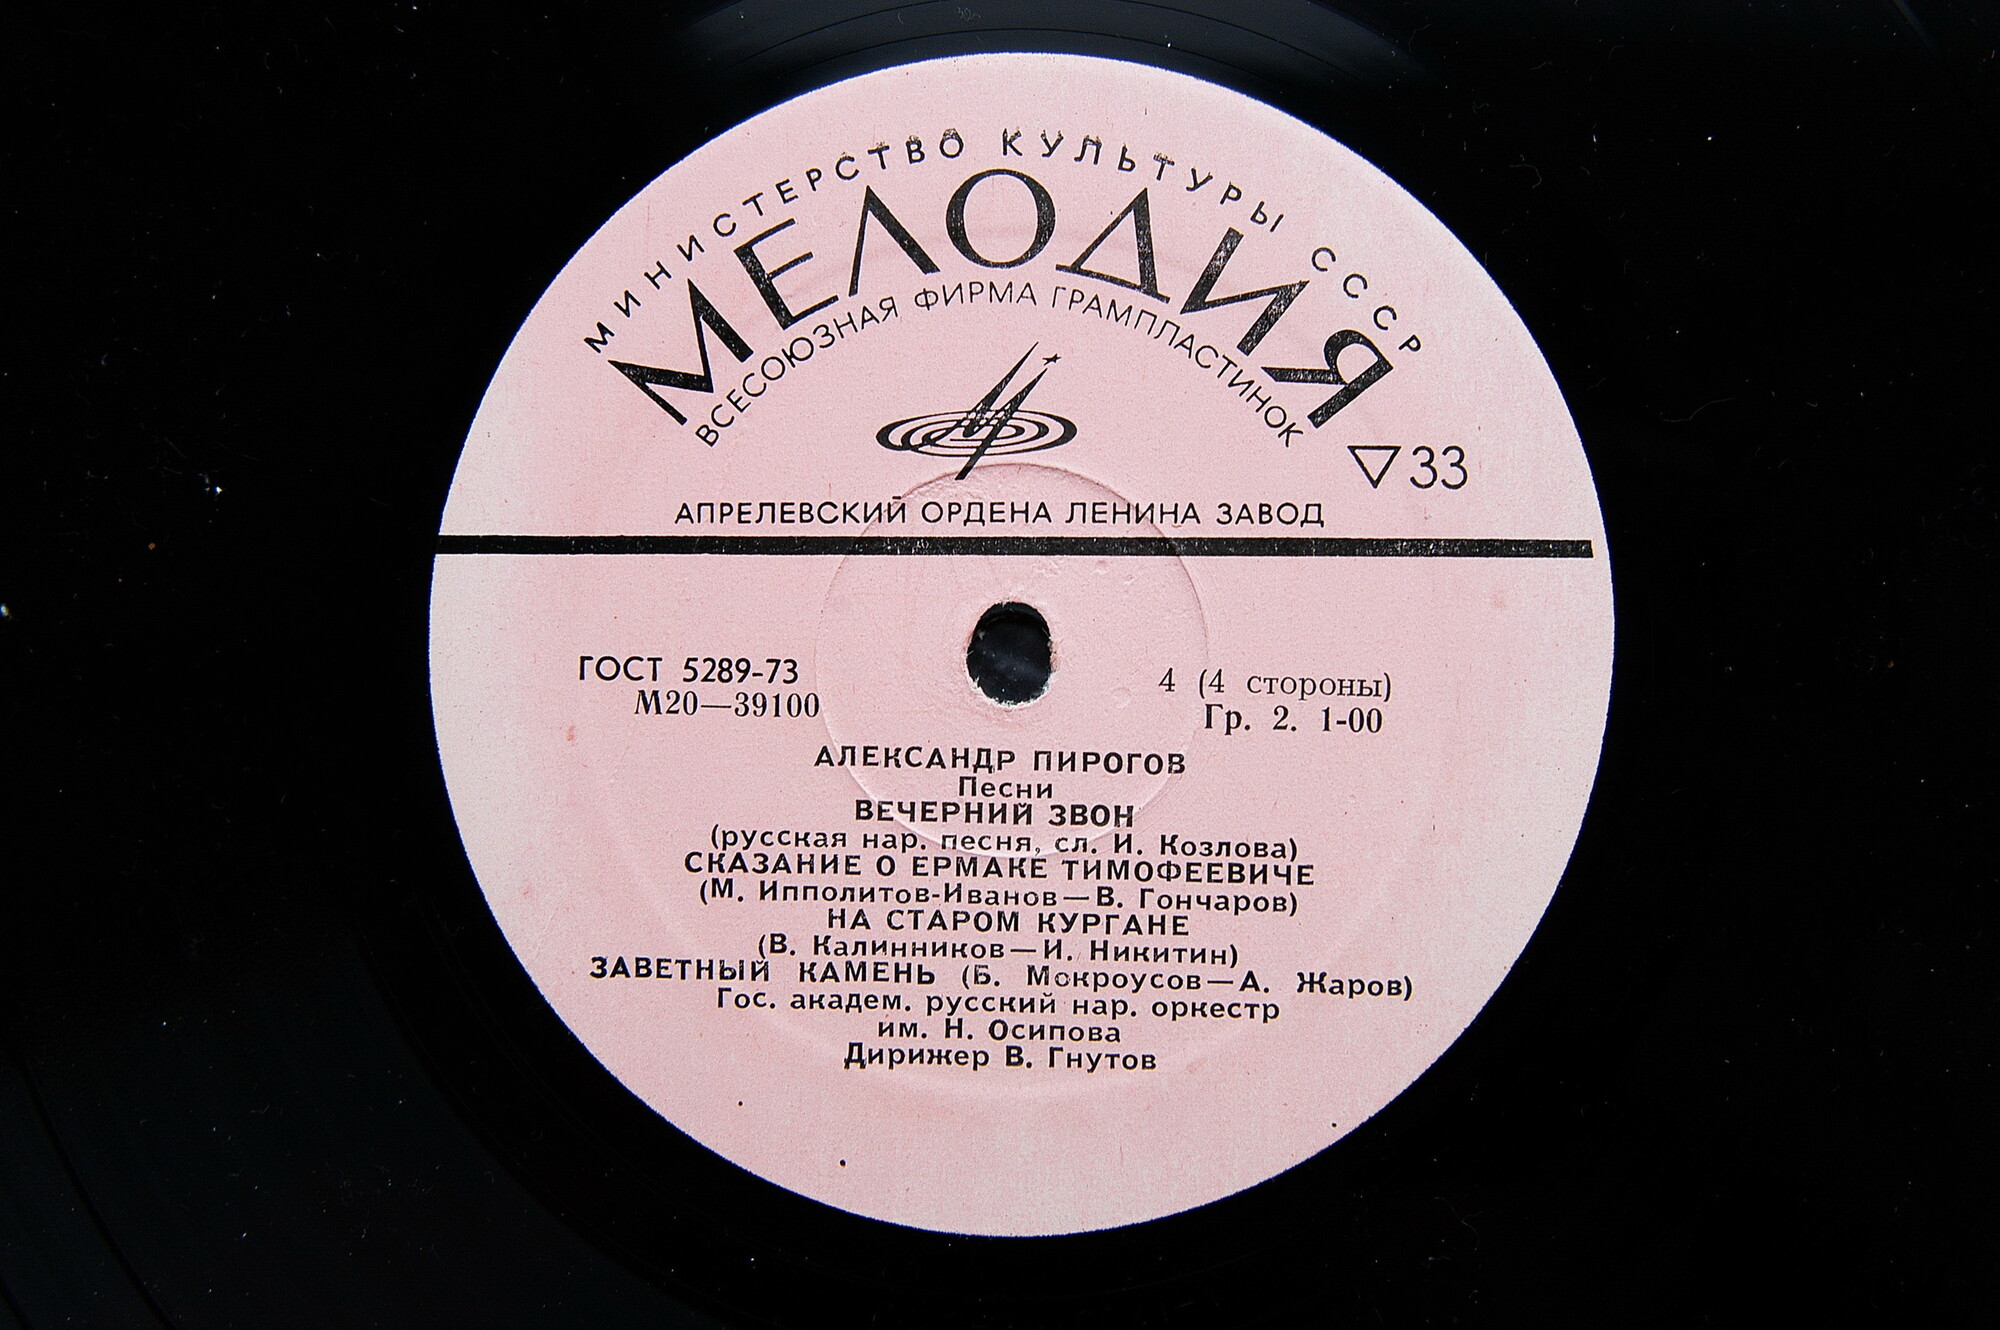 МИНИСТЕРСТВО КУЛЬТУРЫ СССР
МЕЛОДИЯ
ВСЕСОЮЗНАЯ ФИРМА ГРАМПЛАСТИНОК
▽33
АПРЕЛЕВСКИЙ ОРДЕНА ЛЕНИНА ЗАВОД
ГОСТ 5289-73
М20—39100
4 (4 стороны)
Гр. 2. 1-00
АЛЕКСАНДР ПИРОГОВ
Песни
ВЕЧЕРНИЙ ЗВОН
(русская нар. песня, сл. И. Козлова)
СКАЗАНИЕ О ЕРМАКЕ ТИМОФЕЕВИЧЕ
(М. Ипполитов-Иванов—В. Гончаров)
НА СТАРОМ КУРГАНЕ
(В. Калинников—И. Никитин)
ЗАВЕТНЫЙ КАМЕНЬ (Б. Мокроусов—А. Жаров)
Гос. академ. русский нар. оркестр
им. Н. Осипова
Дирижер В. Гнутов